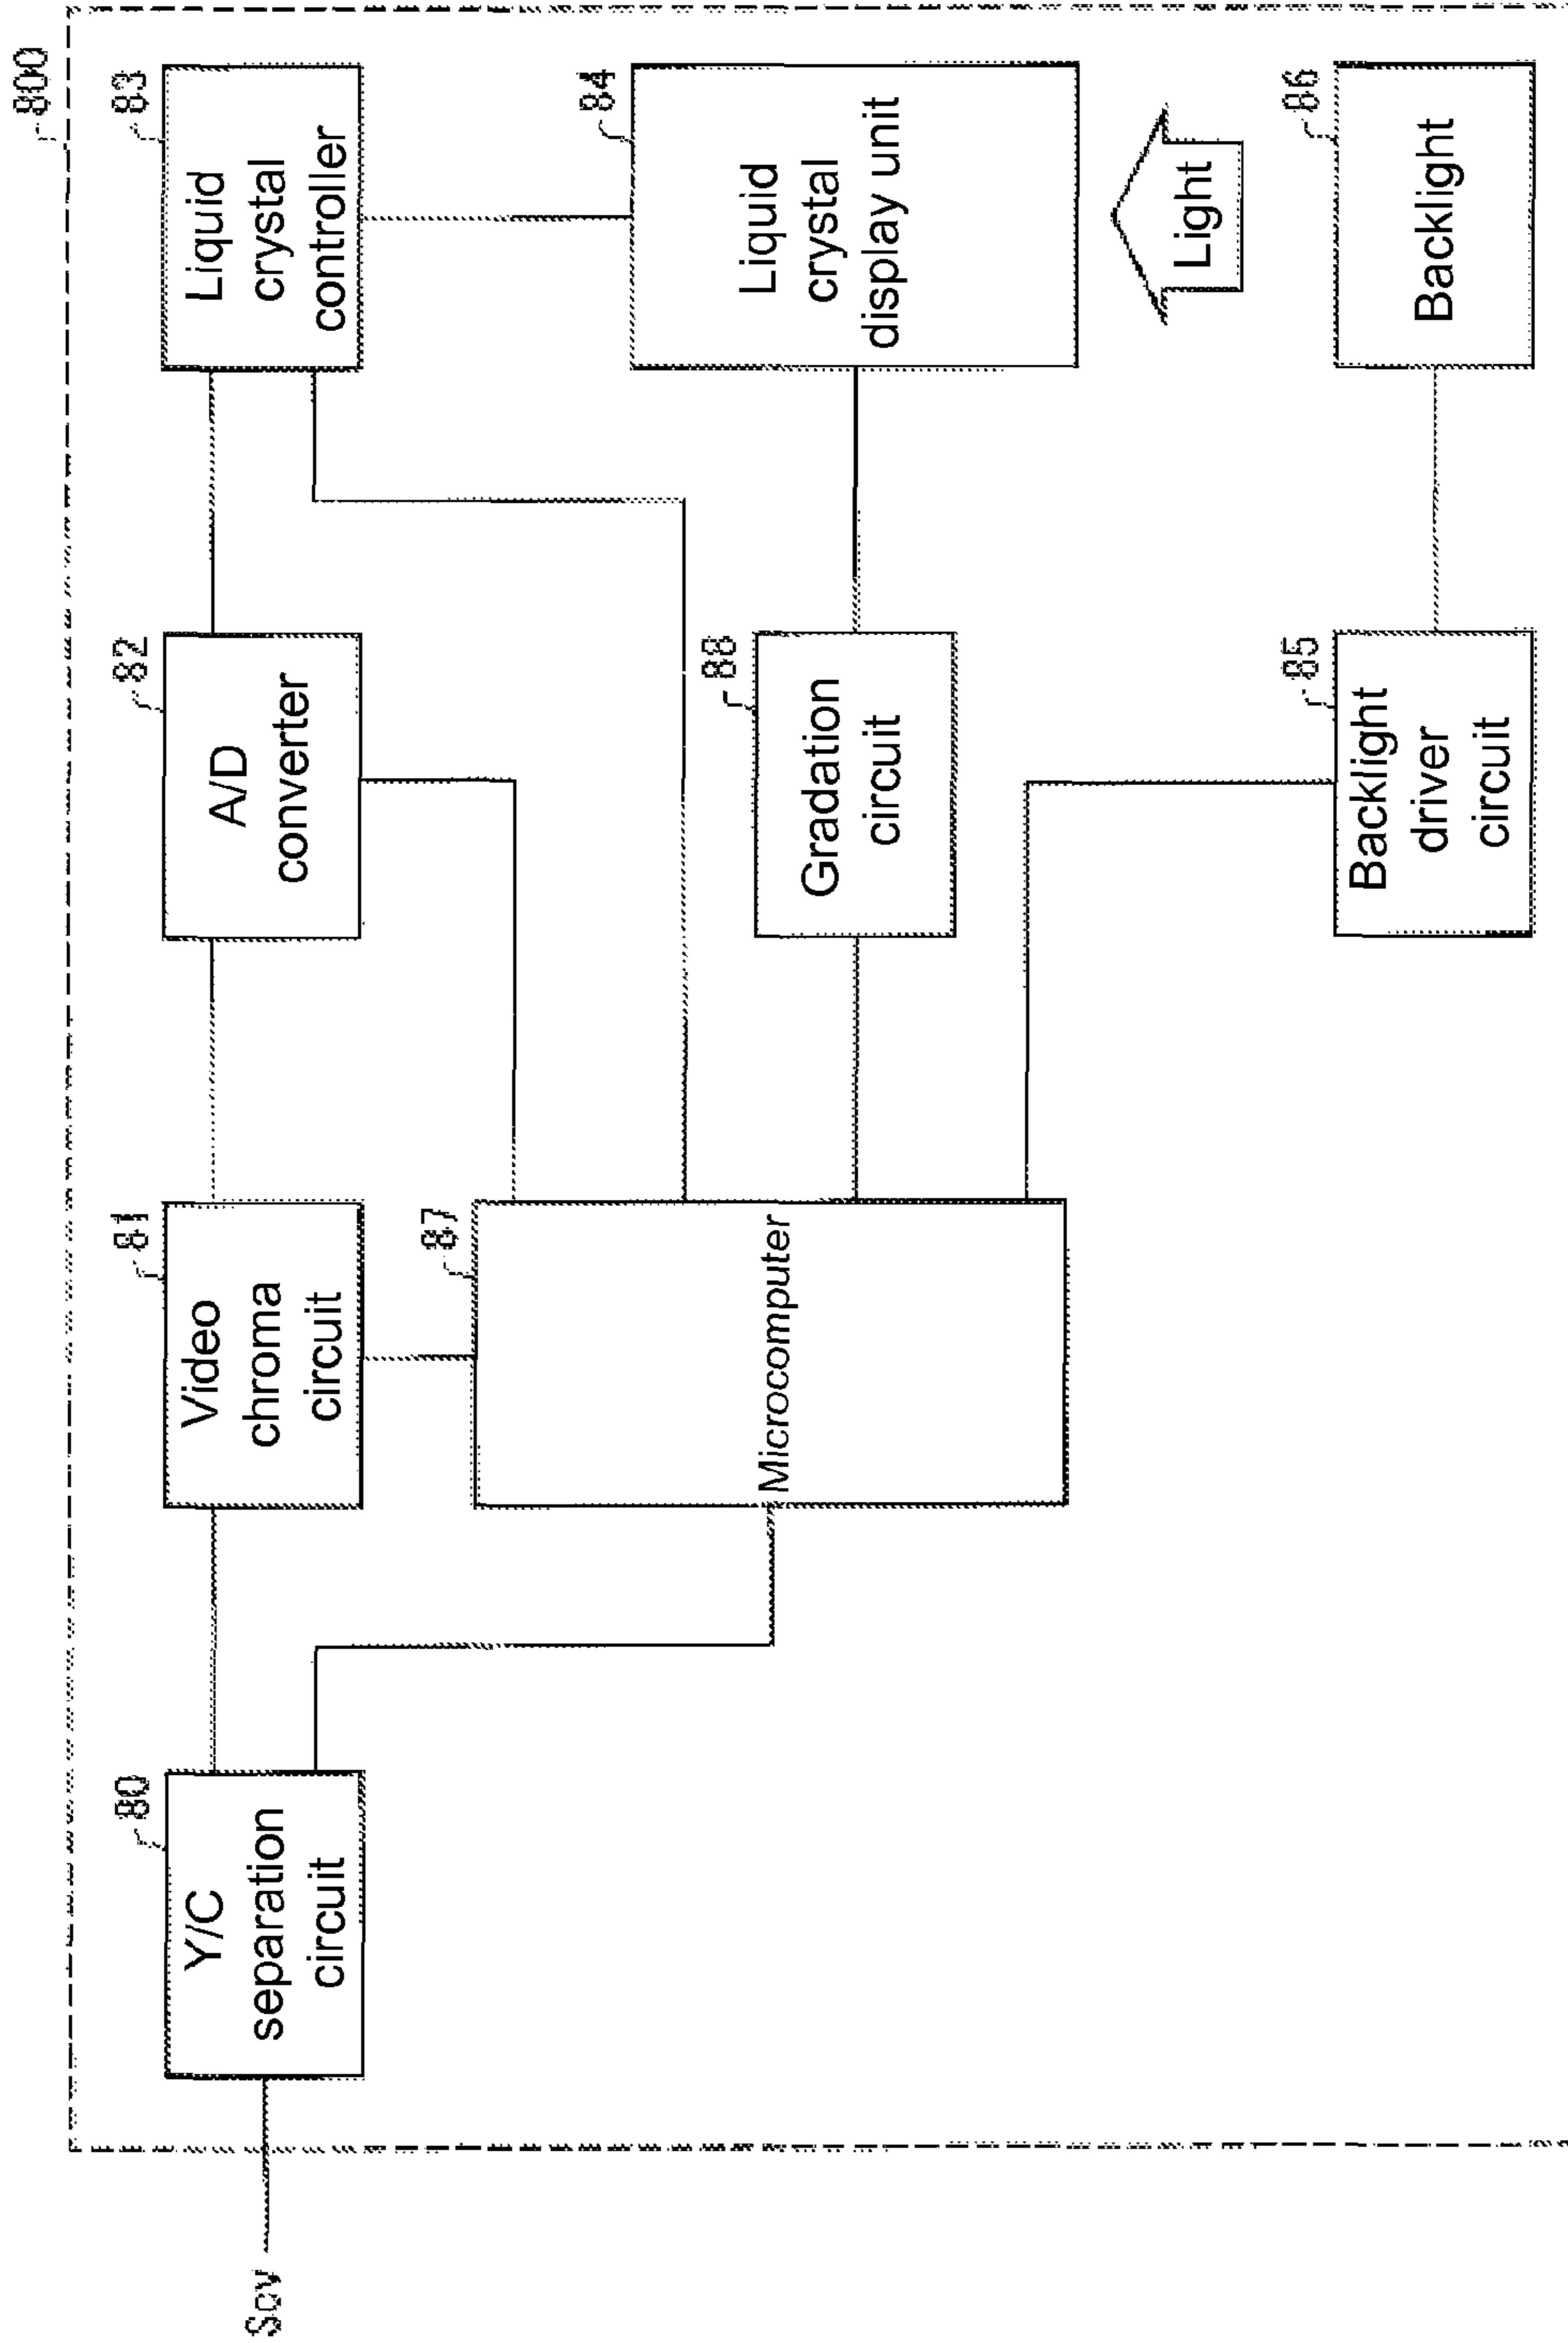 800
80
Y/C
separation
circuit
81
Video
chroma
circuit
82
A/D
converter
83
Liquid
crystal
controller
Scv
87
Microcomputer
88
Gradation
circuit
84
Liquid
crystal
display unit
Light
85
Backlight
driver
circuit
86
Backlight